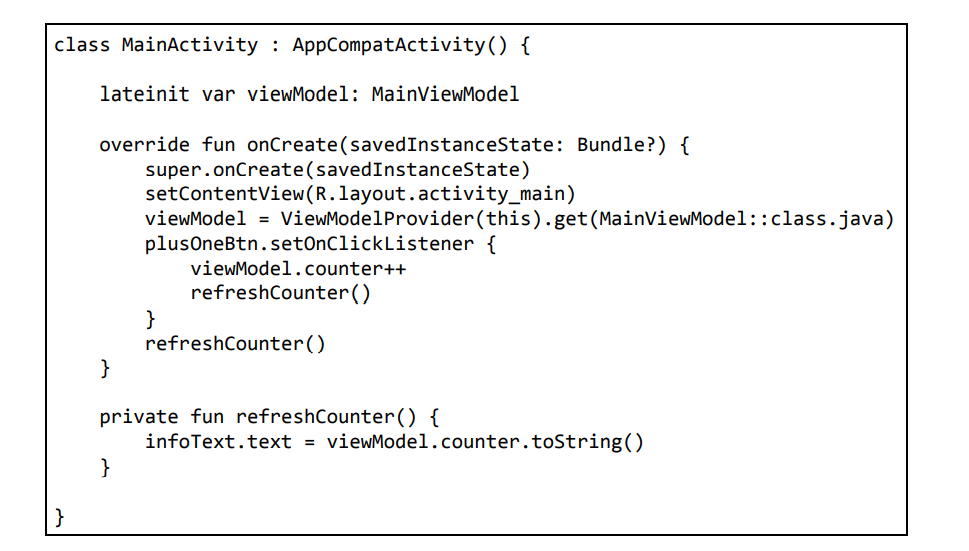 class MainActivity : AppCompatActivity() {
    lateinit var viewModel: MainViewModel
    override fun onCreate(savedInstanceState: Bundle?) {
        super.onCreate(savedInstanceState)
        setContentView(R.layout.activity_main)
        viewModel = ViewModelProvider(this).get(MainViewModel::class.java)
        plusOneBtn.setOnClickListener {
            viewModel.counter++
            refreshCounter()
        }
        refreshCounter()
    }
    private fun refreshCounter() {
        infoText.text = viewModel.counter.toString()
    }
}